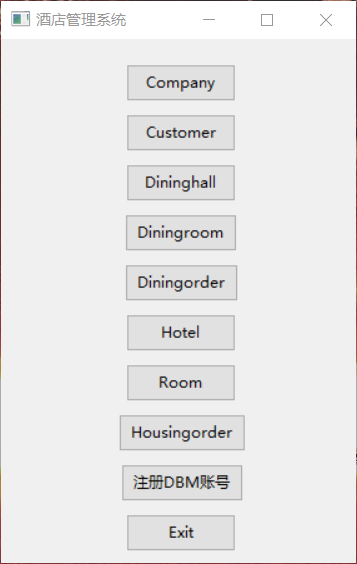 酒店管理系统
Company
Customer
Dininghall
Diningroom
Diningorder
Hotel
Room
Housingorder
注册DBM账号
Exit